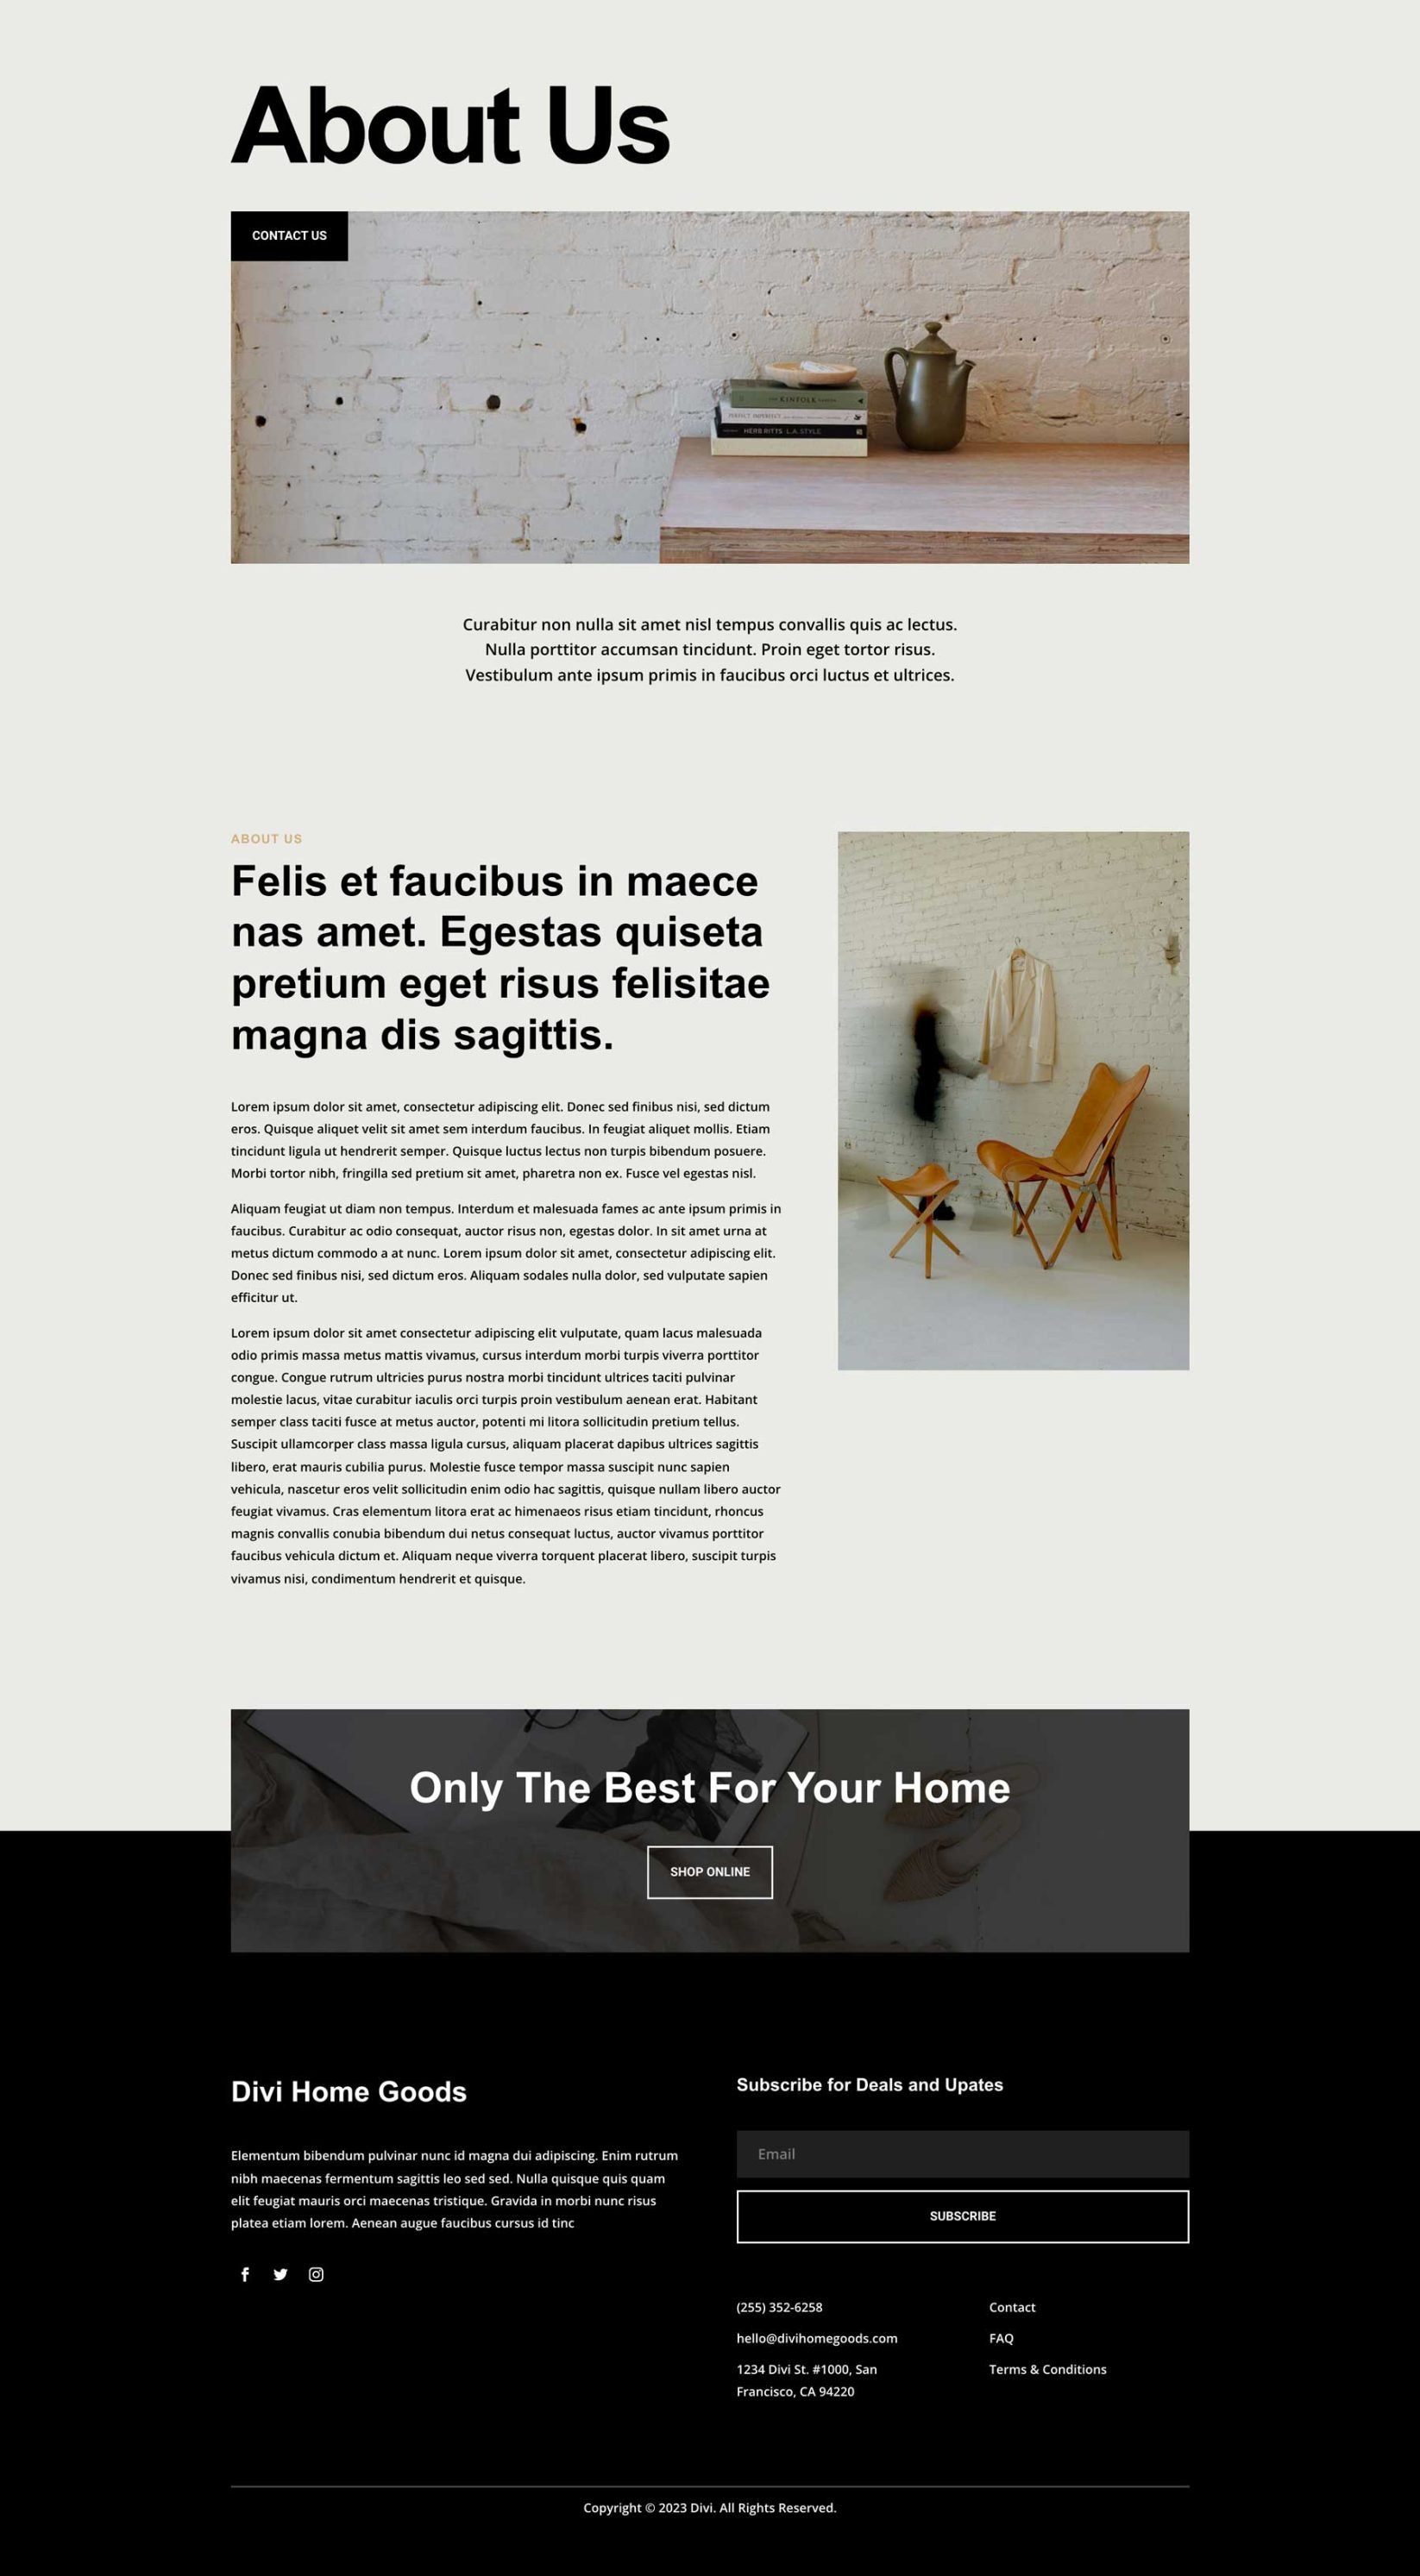 About Us
CONTACT US
KINFOLK
PERFECT IMPERFECT
HERB RITTS L.A. STYLE
Curabitur non nulla sit amet nisl tempus convallis quis ac lectus.
Nulla porttitor accumsan tincidunt. Proin eget tortor risus.
Vestibulum ante ipsum primis in faucibus orci luctus et ultrices.
ABOUT US
Felis et faucibus in maece
nas amet. Egestas quiseta
pretium eget risus felisitae
magna dis sagittis.
Lorem ipsum dolor sit amet, consectetur adipiscing elit. Donec sed finibus nisi, sed dictum
eros. Quisque aliquet velit sit amet sem interdum faucibus. In feugiat aliquet mollis. Etiam
tincidunt ligula ut hendrerit semper. Quisque luctus lectus non turpis bibendum posuere.
Morbi tortor nibh, fringilla sed pretium sit amet, pharetra non ex. Fusce vel egestas nisl.
Aliquam feugiat ut diam non tempus. Interdum et malesuada fames ac ante ipsum primis in
faucibus. Curabitur ac odio consequat, auctor risus non, egestas dolor. In sit amet urna at
metus dictum commodo a at nunc. Lorem ipsum dolor sit amet, consectetur adipiscing elit.
Donec sed finibus nisi, sed dictum eros. Aliquam sodales nulla dolor, sed vulputate sapien
efficitur ut.
Lorem ipsum dolor sit amet consectetur adipiscing elit vulputate, quam lacus malesuada
odio primis massa metus mattis vivamus, cursus interdum morbi turpis viverra porttitor
congue. Congue rutrum ultricies purus nostra morbi tincidunt ultrices taciti pulvinar
molestie lacus, vitae curabitur iaculis orci turpis proin vestibulum aenean erat. Habitant
semper class taciti fusce at metus auctor, potenti mi litora sollicitudin pretium tellus.
Suscipit ullamcorper class massa ligula cursus, aliquam placerat dapibus ultrices sagittis
libero, erat mauris cubilia purus. Molestie fusce tempor massa suscipit nunc sapien
vehicula, nascetur eros velit sollicitudin enim odio hac sagittis, quisque nullam libero auctor
feugiat vivamus. Cras elementum litora erat ac himenaeos risus etiam tincidunt, rhoncus
magnis convallis conubia bibendum dui netus consequat luctus, auctor vivamus porttitor
faucibus vehicula dictum et. Aliquam neque viverra torquent placerat libero, suscipit turpis
vivamus nisi, condimentum hendrerit et quisque.
Only The Best For Your Home
SHOP ONLINE
Divi Home Goods
Elementum bibendum pulvinar nunc id magna dui adipiscing. Enim rutrum
nibh maecenas fermentum sagittis leo sed sed. Nulla quisque quis quam
elit feugiat mauris orci maecenas tristique. Gravida in morbi nunc risus
platea etiam lorem. Aenean augue faucibus cursus id tinc
Subscribe for Deals and Upates
Email
SUBSCRIBE
(255) 352-6258
hello@divihomegoods.com
1234 Divi St. #1000, San
Francisco, CA 94220
Contact
FAQ
Terms & Conditions
Copyright © 2023 Divi. All Rights Reserved.